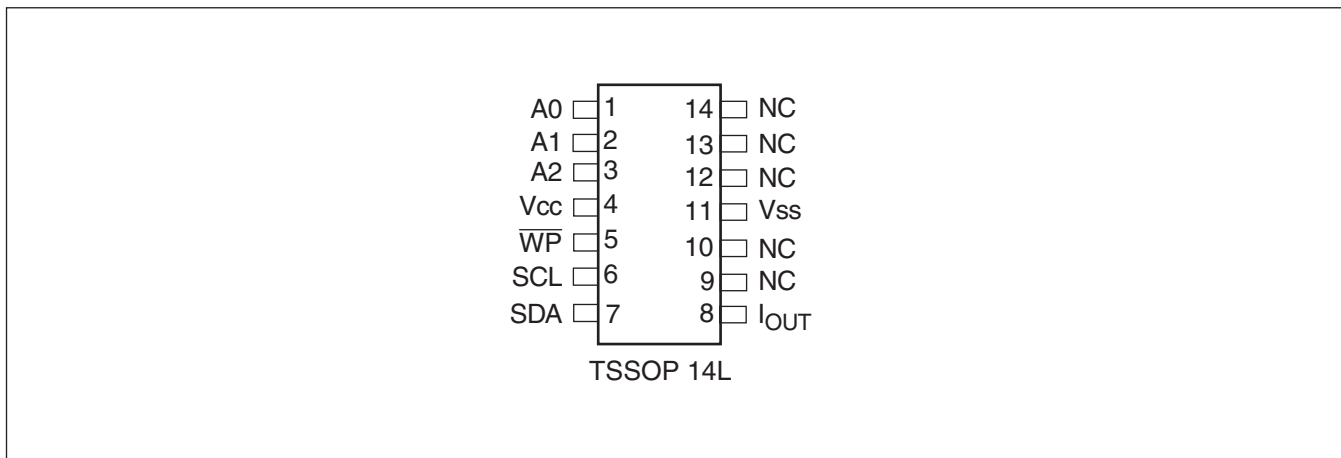 A0 1 14 NC
A1 2 13 NC
A2 3 12 NC
Vcc 4 11 Vss
W̅P̅ 5 10 NC
SCL 6 9 NC
SDA 7 8 IOUT
TSSOP 14L